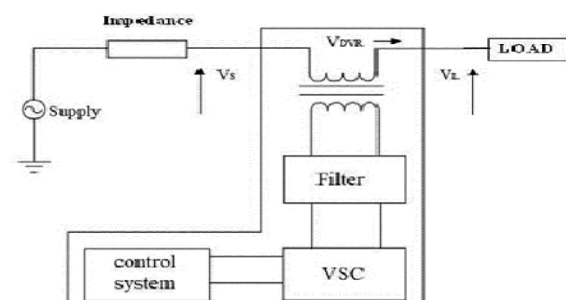 Impedance
VDVR
LOAD
VS
VL
Supply
Filter
control
system
VSC